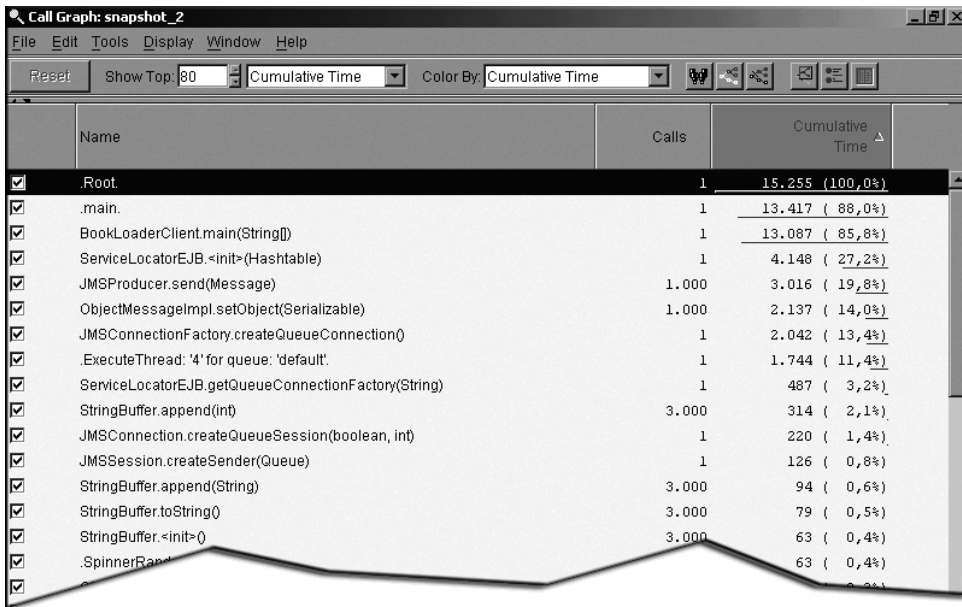 Call Graph: snapshot_2
File Edit Tools Display Window Help
Reset Show Top: 80 Cumulative Time Color By: Cumulative Time
Name Calls Cumulative Time
.Root. 1 15.255 (100,0%)
.main. 1 13.417 ( 88,0%)
BookLoaderClient.main(String[]) 1 13.087 ( 85,8%)
ServiceLocatorEJB.<init>(Hashtable) 1 4.148 ( 27,2%)
JMSProducer.send(Message) 1.000 3.016 ( 19,8%)
ObjectMessageImpl.setObject(Serializable) 1.000 2.137 ( 14,0%)
JMSConnectionFactory.createQueueConnection() 1 2.042 ( 13,4%)
.ExecuteThread: '4' for queue: 'default'. 1 1.744 ( 11,4%)
ServiceLocatorEJB.getQueueConnectionFactory(String) 1 487 ( 3,2%)
StringBuffer.append(int) 3.000 314 ( 2,1%)
JMSConnection.createQueueSession(boolean, int) 1 220 ( 1,4%)
JMSSession.createSender(Queue) 1 126 ( 0,8%)
StringBuffer.append(String) 3.000 94 ( 0,6%)
StringBuffer.toString() 3.000 79 ( 0,5%)
StringBuffer.<init>() 3.000 63 ( 0,4%)
63 ( 0,4%)